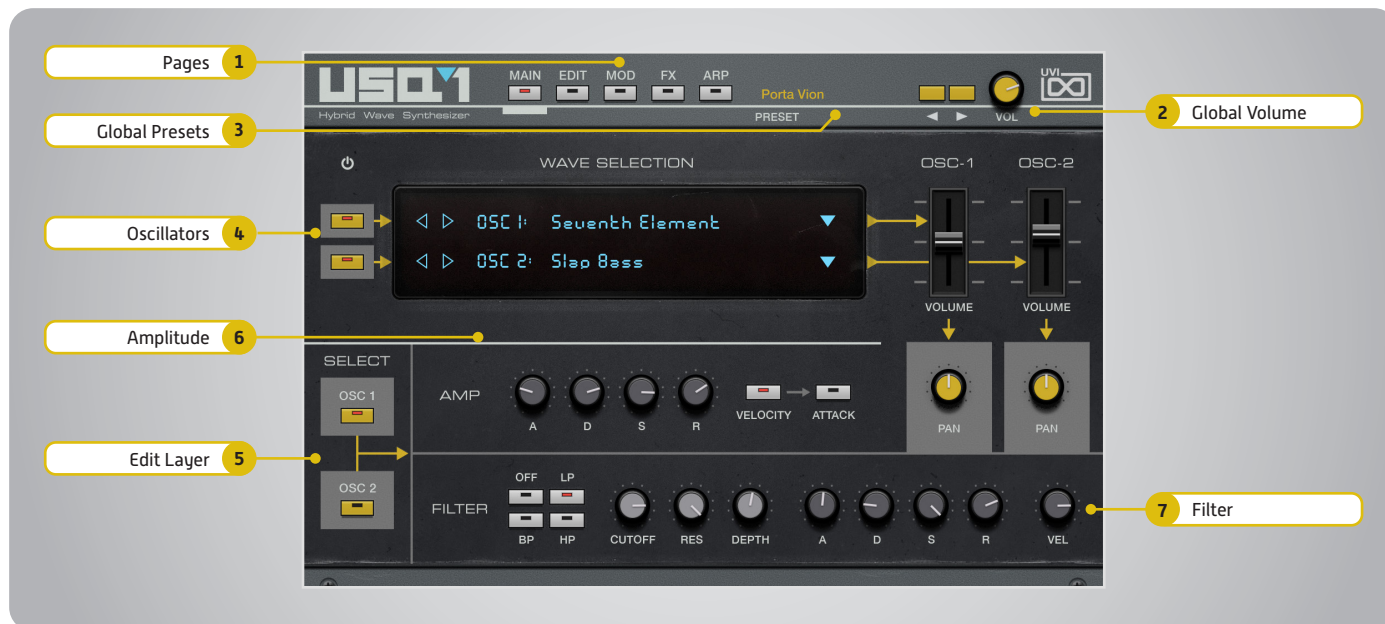 Pages 1
Global Presets 3
2 Global Volume
Oscillators 4
Amplitude 6
Edit Layer 5
7 Filter
USQ-1
Hybrid Wave Synthesizer
MAIN EDIT MOD FX ARP
Porta Vion
PRESET
VOL
UVI
WAVE SELECTION
OSC-1 OSC-2
OSC 1: Seventh Element
OSC 2: Slap Bass
VOLUME VOLUME
SELECT
OSC 1
OSC 2
AMP
A D S R
VELOCITY ATTACK
PAN PAN
FILTER
OFF LP
BP HP
CUTOFF RES DEPTH A D S R VEL